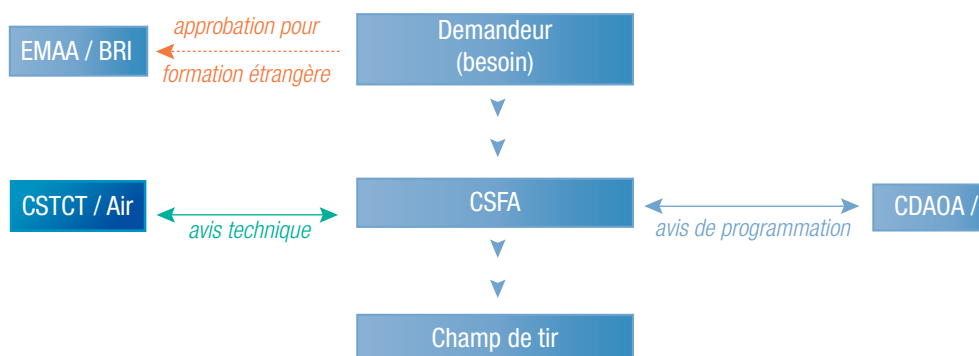 approbation pour
formation étrangère
EMAA / BRI
Demandeur
(besoin)
CSTCT / Air
avis technique
CSFA
avis de programmation
CDAOA /
Champ de tir